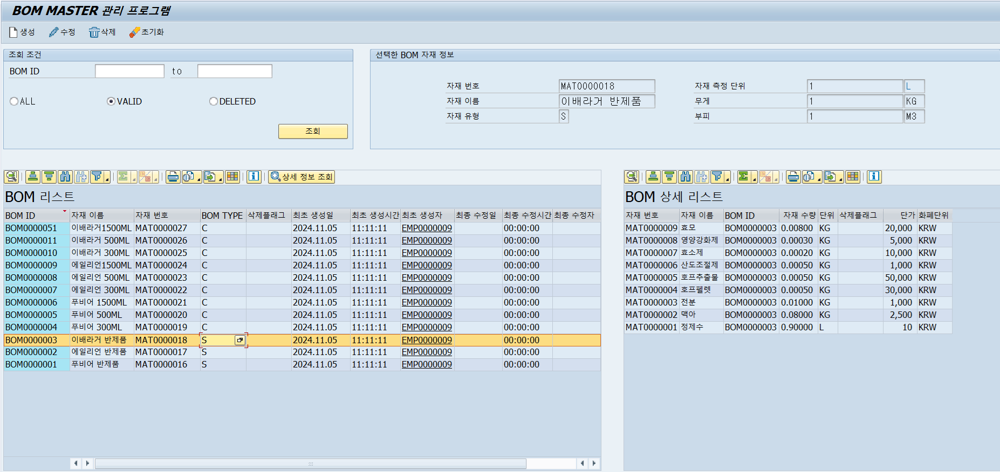 BOM MASTER 관리 프로그램
생성 수정 삭제 초기화
조회 조건
BOM ID to
ALL VALID DELETED
조회
선택한 BOM 자재 정보
자재 번호 MAT0000018 자재 측정 단위 1 L
자재 이름 이배라거 반제품 무게 1 KG
자재 유형 S 부피 1 M3
상세 정보 조회
BOM 리스트
BOM ID 자재 이름 자재 번호 BOM TYPE 삭제플래그 최초 생성일 최초 생성시간 최초 생성자 최종 수정일 최종 수정시간 최종 수정자
BOM0000051 이배라거1500ML MAT0000027 C 2024.11.05 11:11:11 EMP0000009 00:00:00
BOM0000011 이배라거 500ML MAT0000026 C 2024.11.05 11:11:11 EMP0000009 00:00:00
BOM0000010 이배라거 300ML MAT0000025 C 2024.11.05 11:11:11 EMP0000009 00:00:00
BOM0000009 에일리언1500ML MAT0000024 C 2024.11.05 11:11:11 EMP0000009 00:00:00
BOM0000008 에일리언 500ML MAT0000023 C 2024.11.05 11:11:11 EMP0000009 00:00:00
BOM0000007 에일리언 300ML MAT0000022 C 2024.11.05 11:11:11 EMP0000009 00:00:00
BOM0000006 푸비어 1500ML MAT0000021 C 2024.11.05 11:11:11 EMP0000009 00:00:00
BOM0000005 푸비어 500ML MAT0000020 C 2024.11.05 11:11:11 EMP0000009 00:00:00
BOM0000004 푸비어 300ML MAT0000019 C 2024.11.05 11:11:11 EMP0000009 00:00:00
BOM0000003 이배라거 반제품 MAT0000018 S 2024.11.05 11:11:11 EMP0000009 00:00:00
BOM0000002 에일리언 반제품 MAT0000017 S 2024.11.05 11:11:11 EMP0000009 00:00:00
BOM0000001 푸비어 반제품 MAT0000016 S 2024.11.05 11:11:11 EMP0000009 00:00:00
BOM 상세 리스트
자재 번호 자재 이름 BOM ID 자재 수량 단위 삭제플래그 단가 화폐단위
MAT0000009 효모 BOM0000003 0.00800 KG 20,000 KRW
MAT0000008 영양강화제 BOM0000003 0.00030 KG 5,000 KRW
MAT0000007 효소제 BOM0000003 0.00020 KG 10,000 KRW
MAT0000006 산도조절제 BOM0000003 0.00050 KG 1,000 KRW
MAT0000005 호프추출물 BOM0000003 0.00050 KG 50,000 KRW
MAT0000004 호프펠렛 BOM0000003 0.00050 KG 30,000 KRW
MAT0000003 전분 BOM0000003 0.01000 KG 1,000 KRW
MAT0000002 맥아 BOM0000003 0.08000 KG 2,500 KRW
MAT0000001 정제수 BOM0000003 0.90000 L 10 KRW